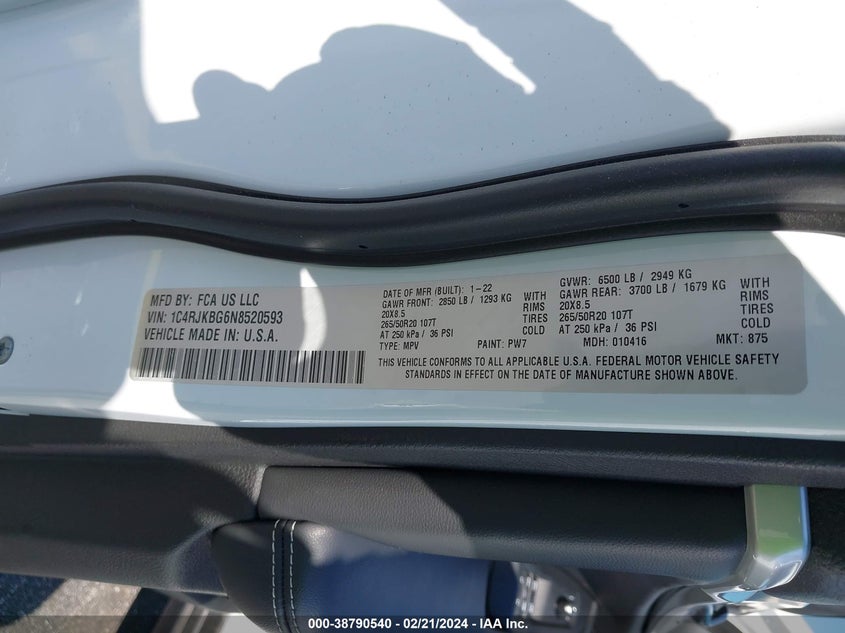 MFD BY: FCA US LLC
VIN: 1C4RJKBG6N8520593
VEHICLE MADE IN U.S.A.
DATE OF MFR (BUILT): 1-22
GAWR FRONT: 2850 LB / 1293 KG WITH
20X8.5 RIMS
265/50R20 107T TIRES
AT 250 kPa / 36 PSI COLD
TYPE: MPV PAINT: PW7
GVWR: 6500 LB / 2949 KG
GAWR REAR: 3700 LB / 1679 KG WITH
20X8.5 RIMS
265/50R20 107T TIRES
AT 250 kPa / 36 PSI COLD
MDH: 010416 MKT: 875
THIS VEHICLE CONFORMS TO ALL APPLICABLE U.S.A. FEDERAL MOTOR VEHICLE SAFETY
STANDARDS IN EFFECT ON THE DATE OF MANUFACTURE SHOWN ABOVE.
000-38790540 - 02/21/2024 - IAA Inc.